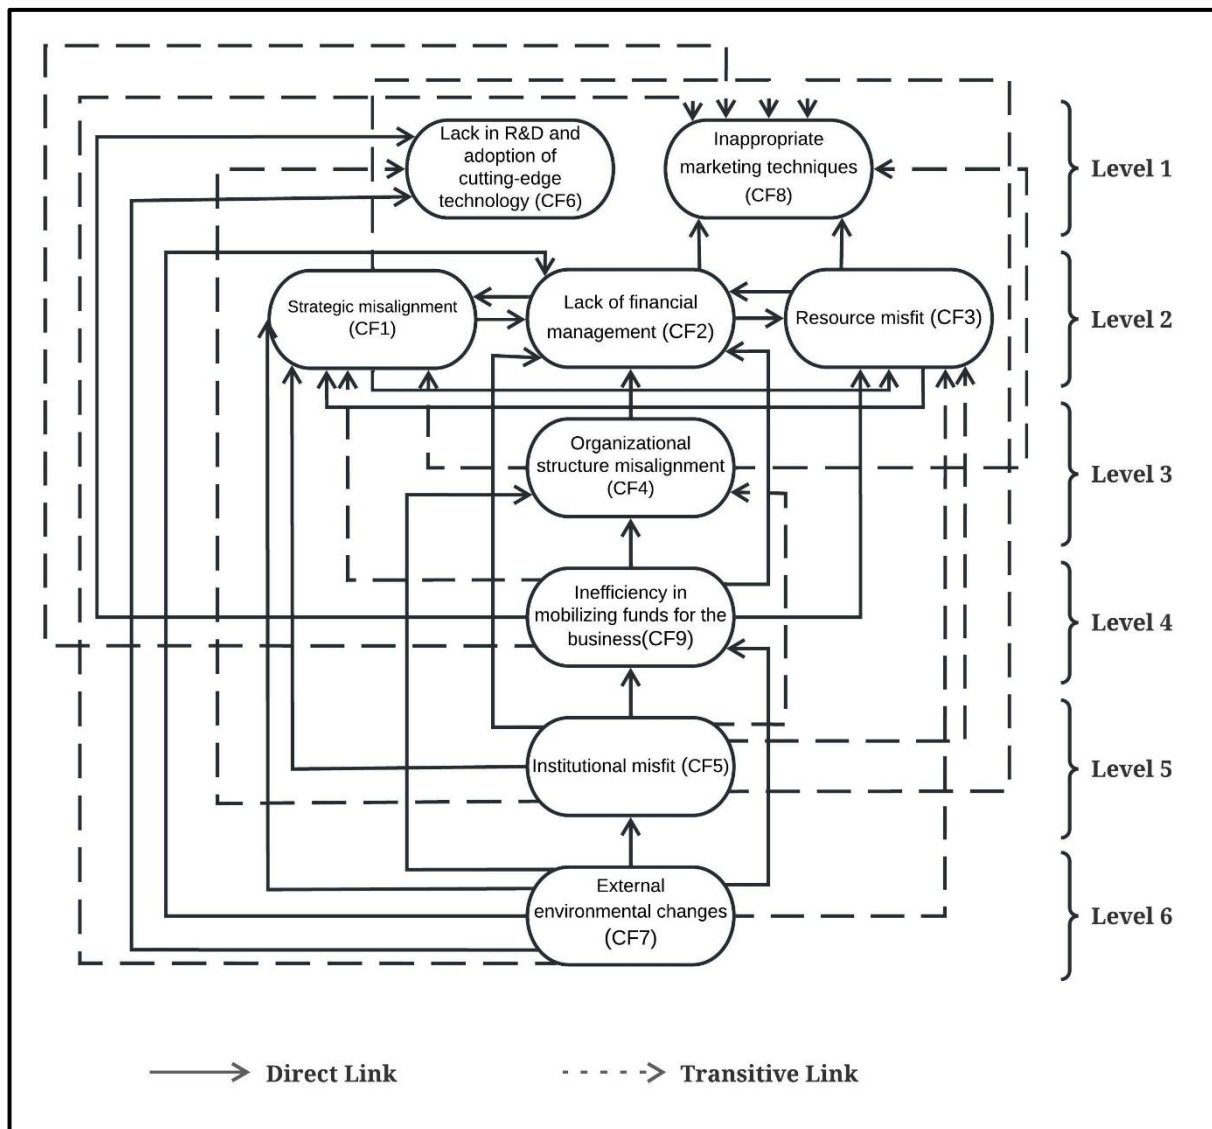 Lack in R&D and
adoption of
cutting-edge
technology (CF6)
Inappropriate
marketing techniques
(CF8)
Level 1
Strategic misalignment
(CF1)
Lack of financial
management (CF2)
Resource misfit (CF3)
Level 2
Organizational
structure misalignment
(CF4)
Level 3
Inefficiency in
mobilizing funds for the
business(CF9)
Level 4
Institutional misfit (CF5)
Level 5
External
environmental changes
(CF7)
Level 6
Direct Link
Transitive Link